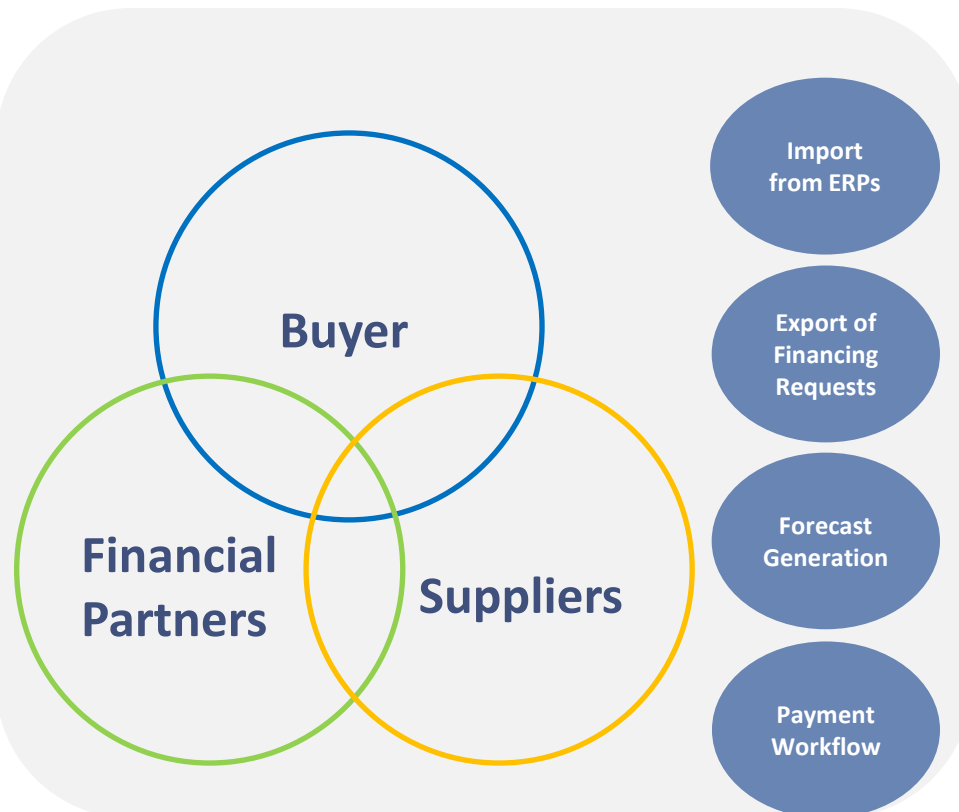 Buyer
Financial
Partners
Suppliers
Import
from ERPs
Export of
Financing
Requests
Forecast
Generation
Payment
Workflow